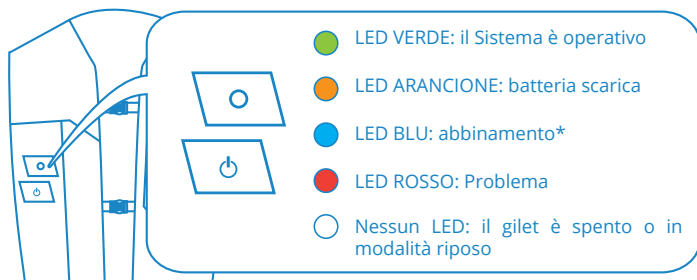 LED VERDE: il Sistema è operativo
LED ARANCIONE: batteria scarica
LED BLU: abbinamento*
LED ROSSO: Problema
Nessun LED: il gilet è spento o in
modalità riposo